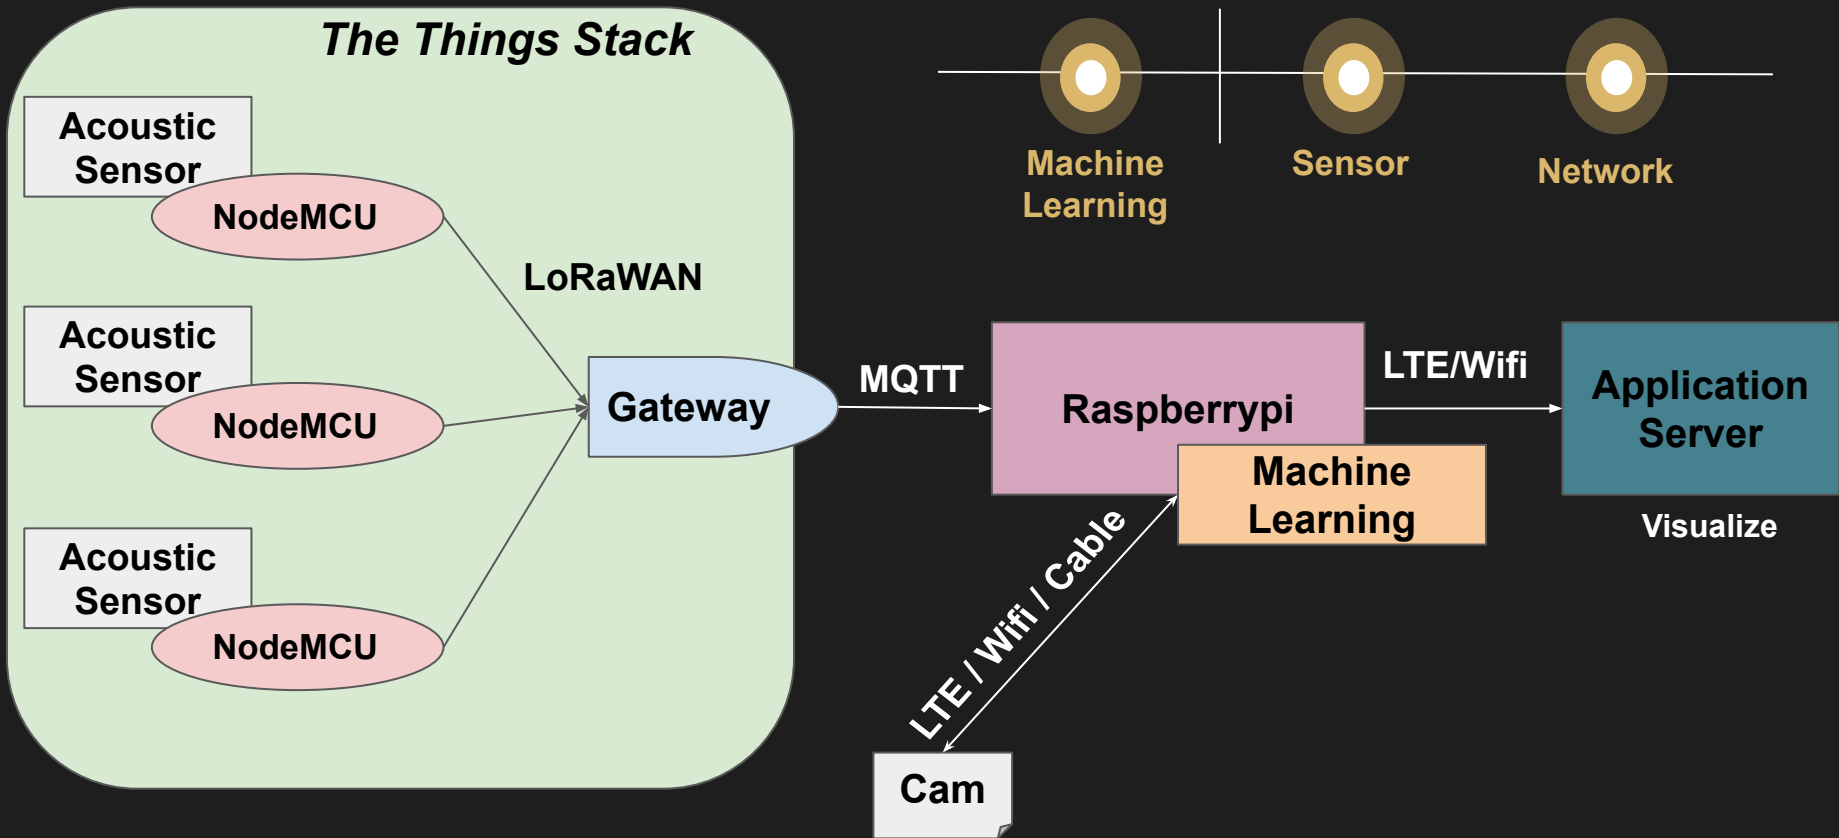 The Things Stack
Acoustic
Sensor
NodeMCU
LoRaWAN
Acoustic
Sensor
NodeMCU
Gateway
Acoustic
Sensor
NodeMCU
Machine
Learning
Sensor
Network
MQTT
Raspberrypi
LTE/Wifi
Application
Server
Machine
Learning
Visualize
LTE / Wifi / Cable
Cam